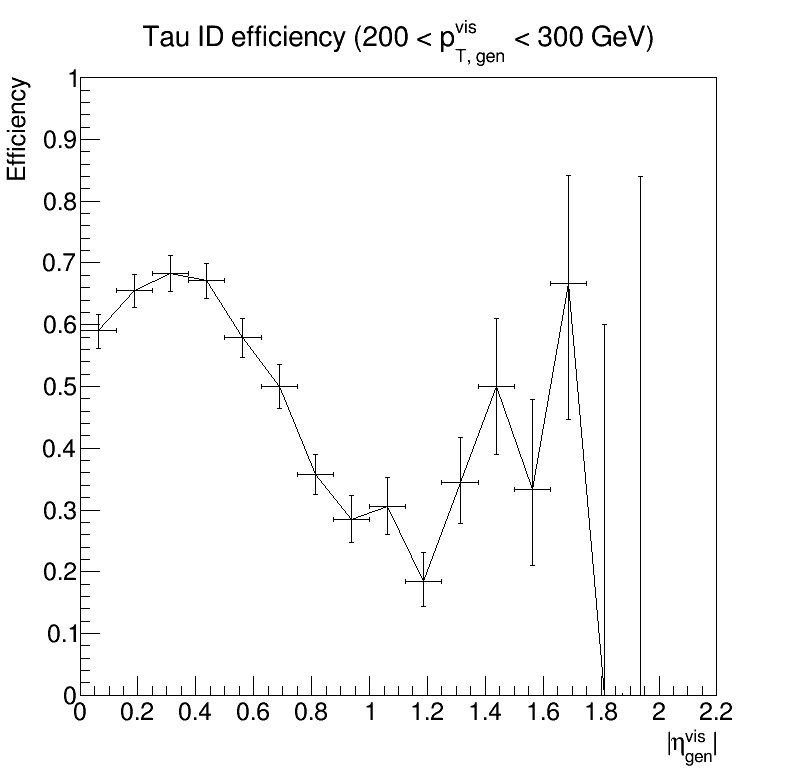 Tau ID efficiency (200 < p^vis_T, gen < 300 GeV)
Efficiency
1
0.9
0.8
0.7
0.6
0.5
0.4
0.3
0.2
0.1
0
0 0.2 0.4 0.6 0.8 1 1.2 1.4 1.6 1.8 2 2.2
|η^vis_gen|